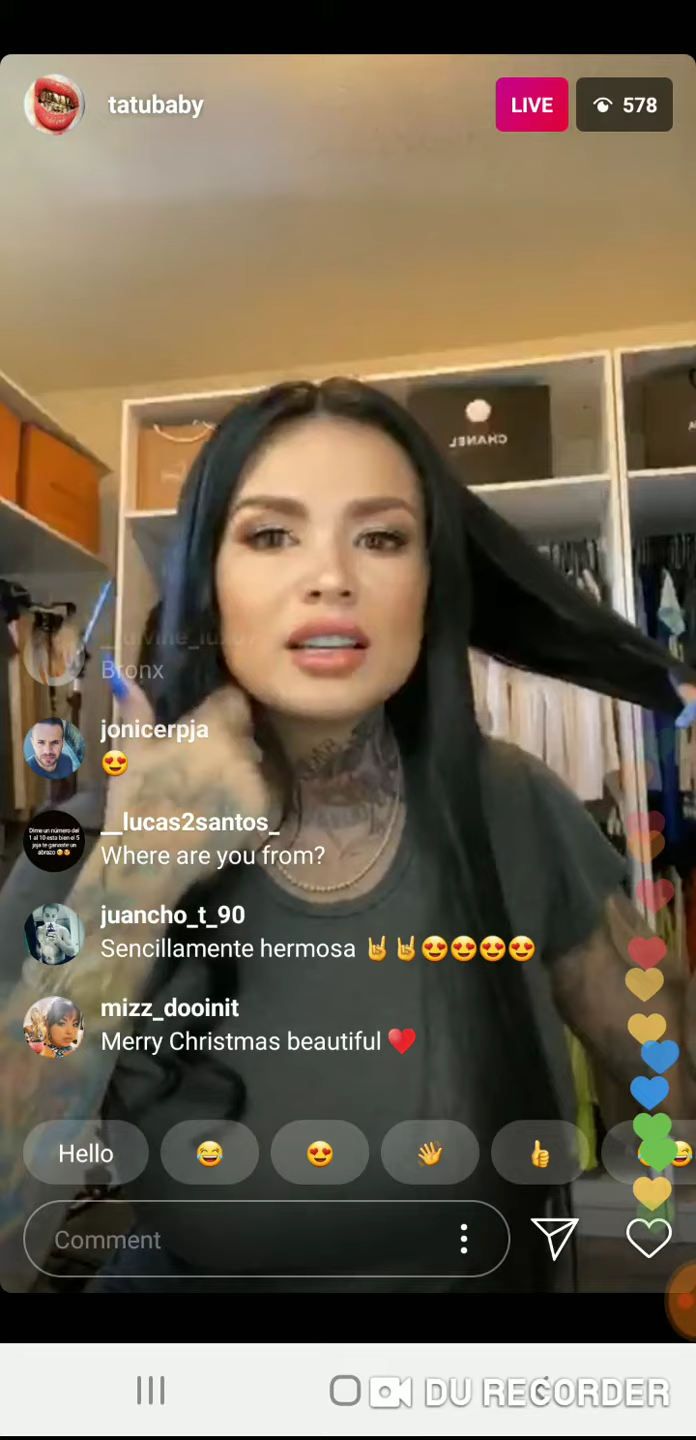 tatubaby
LIVE
578
CHANEL
Bronx
jonicerpja
😍
__lucas2santos_
Where are you from?
juancho_t_90
Sencillamente hermosa 🤘🤘😍😍😍😍
mizz_dooinit
Merry Christmas beautiful ♥️
Hello 😂 😍 👋 👍 😂
Comment
DU RECORDER